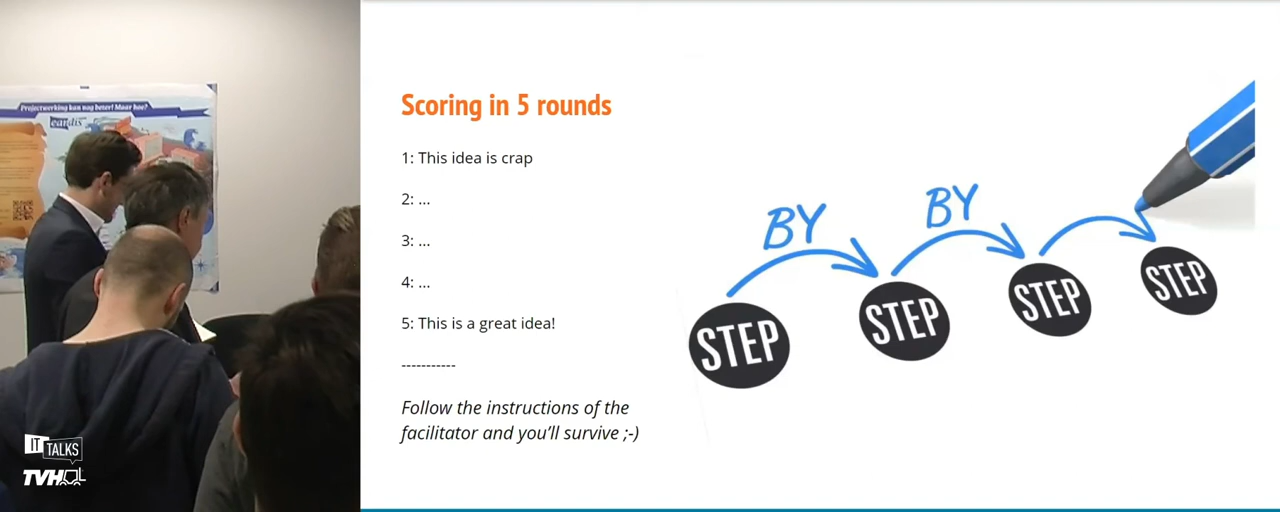 Projectwerking kan nog beter! Maar hoe?
Scoring in 5 rounds
1: This idea is crap
2: ...
3: ...
4: ...
5: This is a great idea!
-----------
Follow the instructions of the
facilitator and you'll survive ;-)
BY
BY
STEP
STEP
STEP
STEP
IT TALKS
TVH